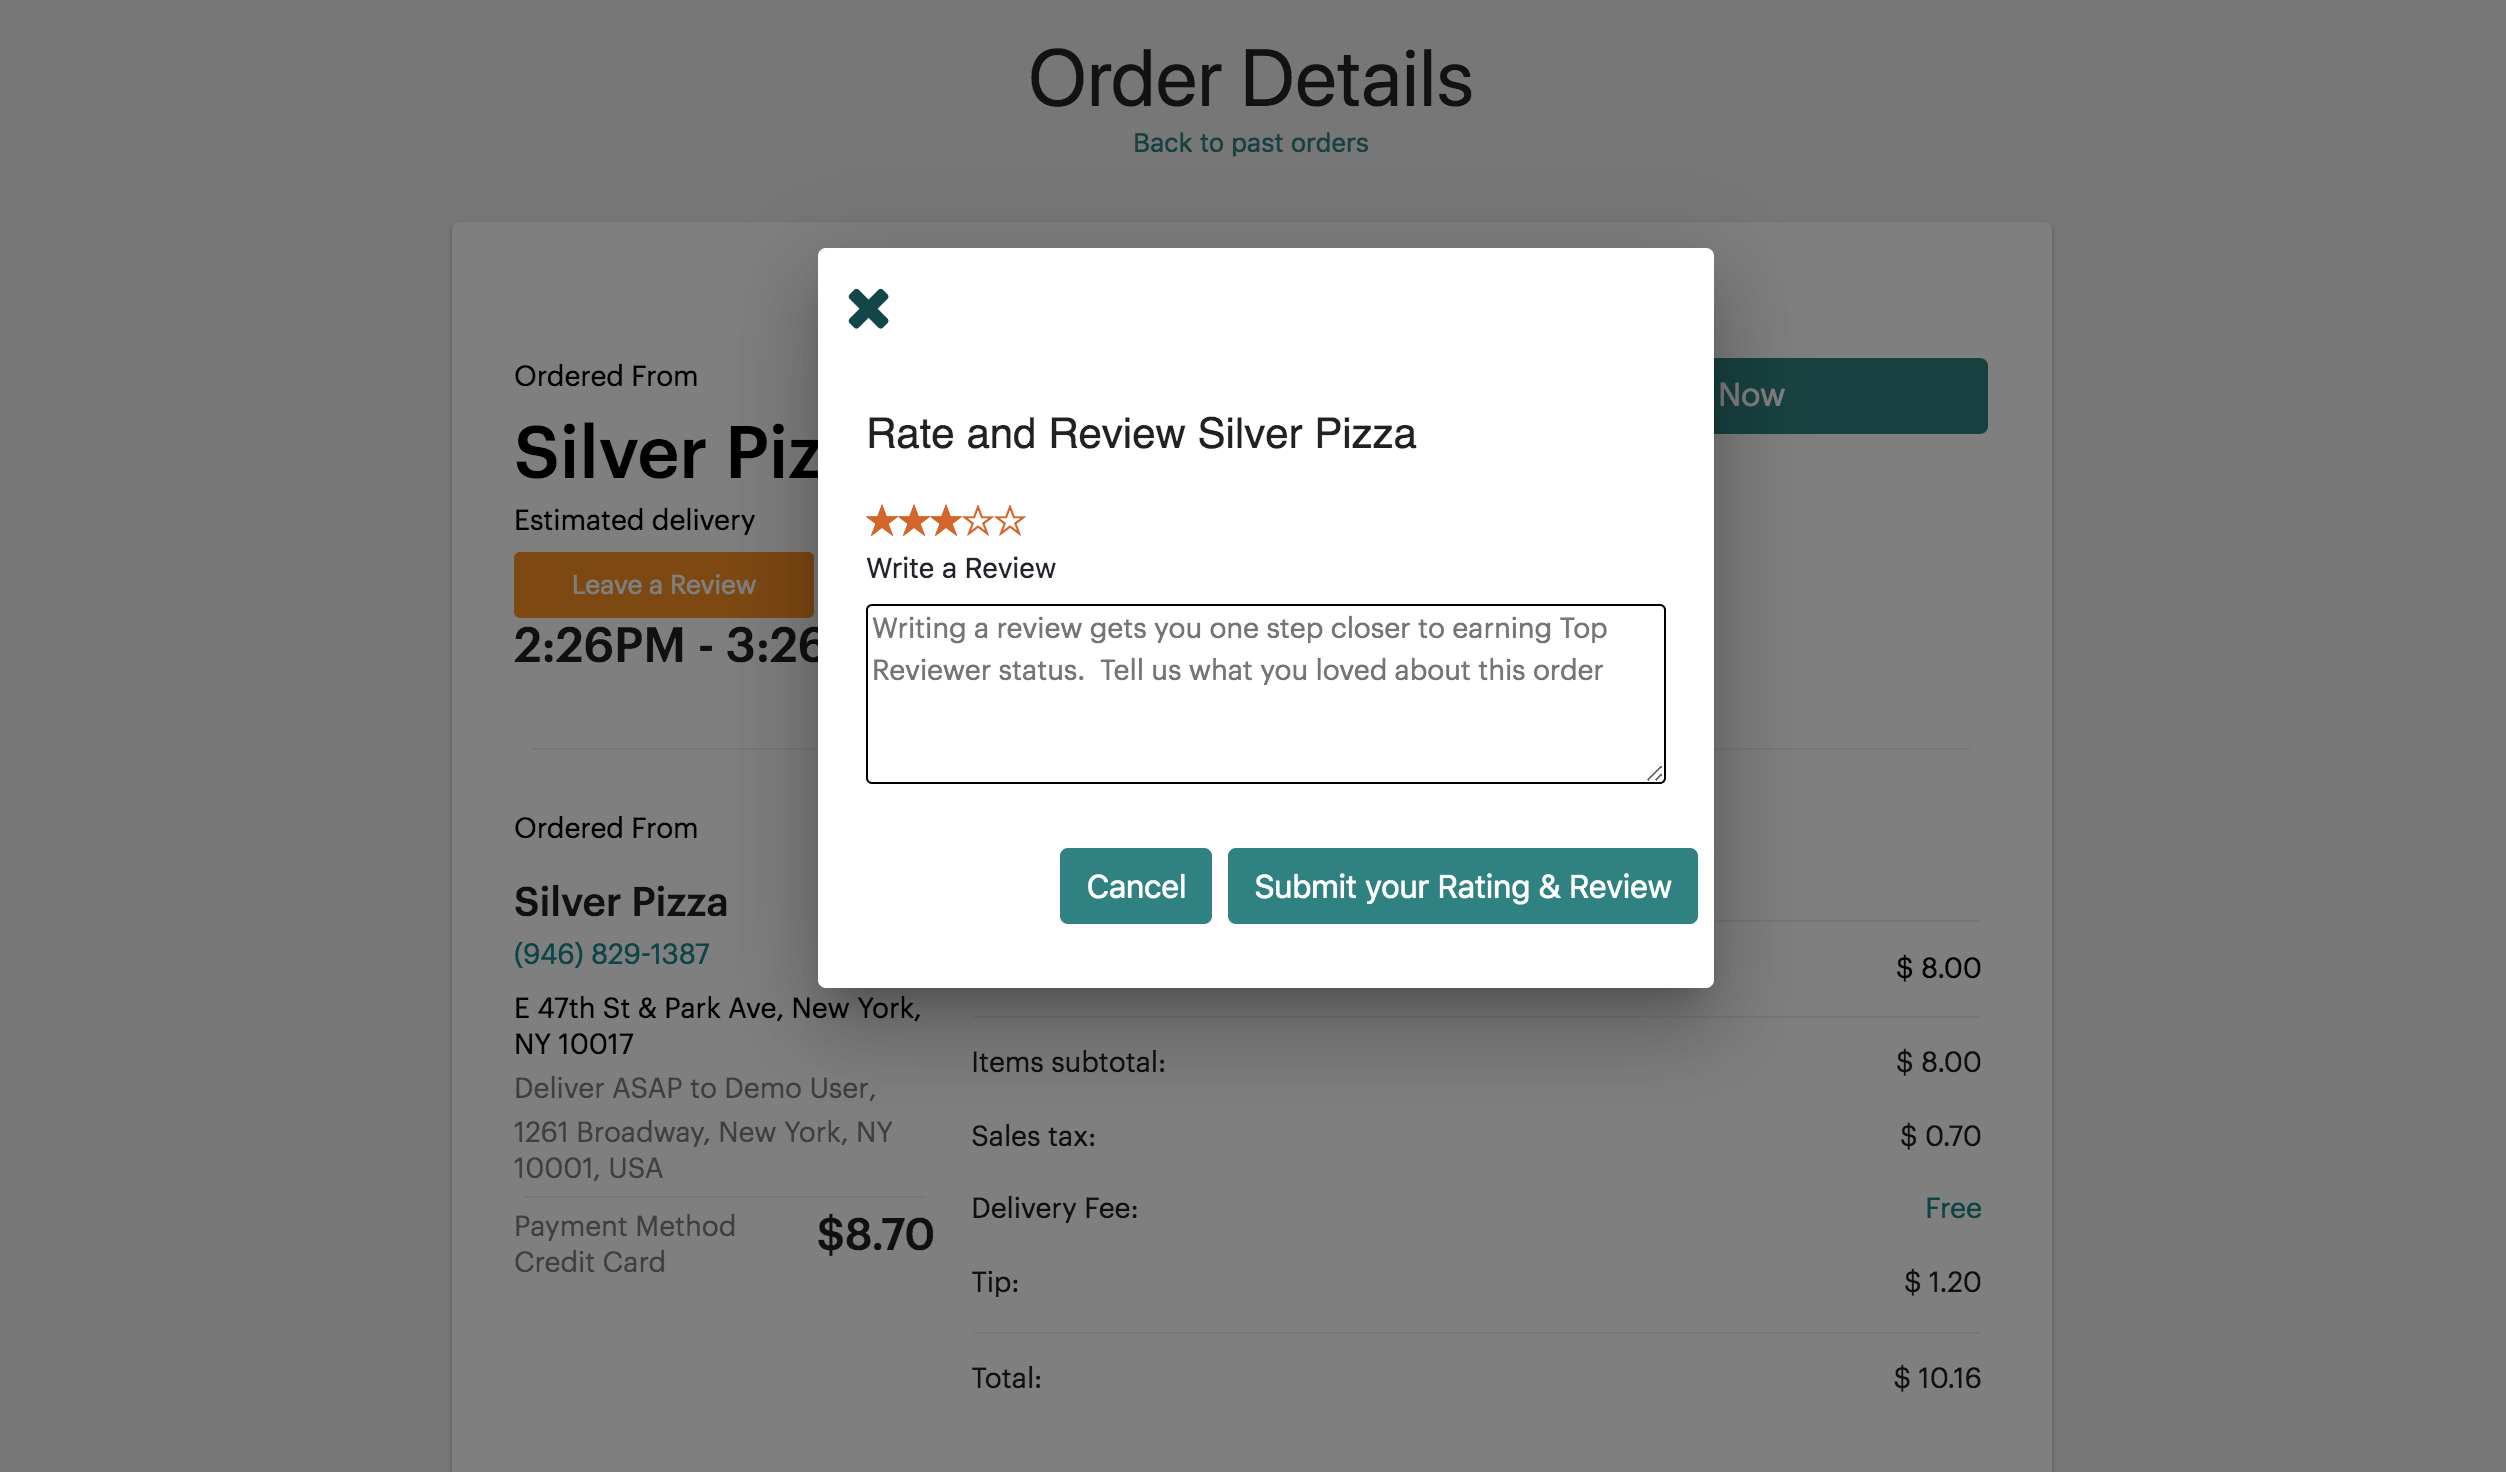 Order Details
Back to past orders
Ordered From
Now
Silver
Estimated delivery
Leave a Review
2:26PM -
Rate and Review Silver Pizza
Write a Review
Writing a review gets you one step closer to earning Top
Reviewer status.  Tell us what you loved about this order
Cancel
Submit your Rating & Review
Ordered From
Silver Pizza
(946) 829-1387
E 47th St & Park Ave, New York,
NY 10017
Deliver ASAP to Demo User,
1261 Broadway, New York, NY
10001, USA
Payment Method
Credit Card
$8.70
$ 8.00
Items subtotal:
$ 8.00
Sales tax:
$ 0.70
Delivery Fee:
Free
Tip:
$ 1.20
Total:
$ 10.16